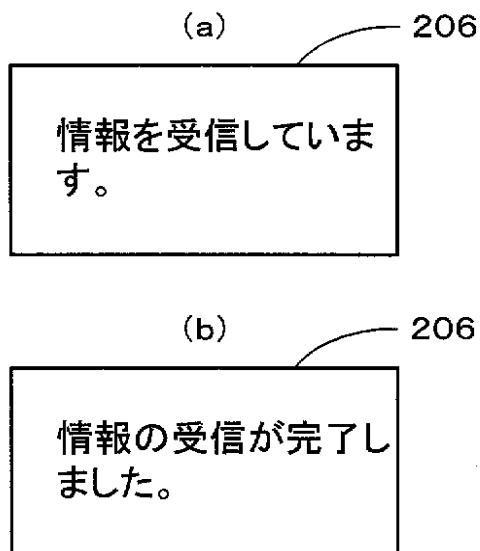 (a)
206
情報を受信していま
す。
(b)
206
情報の受信が完了し
ました。